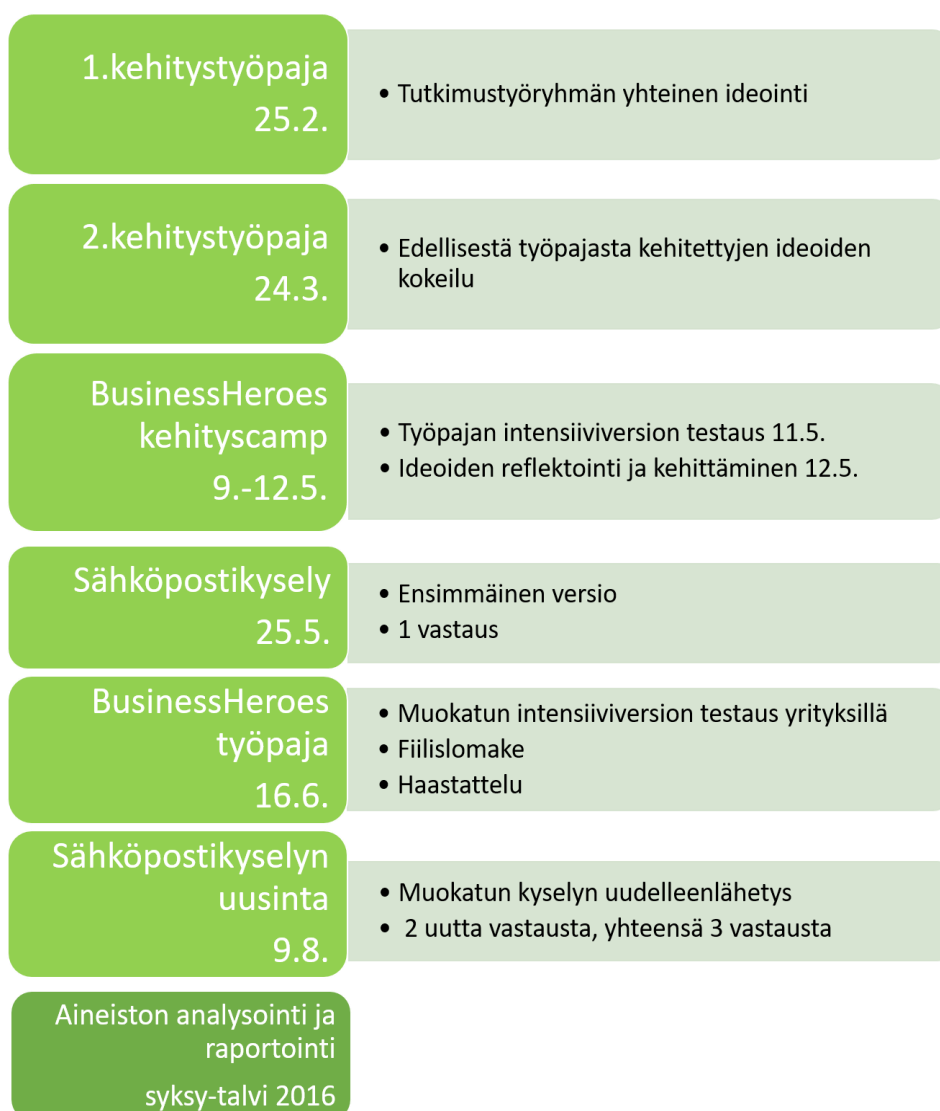 1.kehitystyöpaja
25.2.
• Tutkimustyöryhmän yhteinen ideointi
2.kehitystyöpaja
24.3.
• Edellisestä työpajasta kehitettyjen ideoiden
kokeilu
BusinessHeroes
kehityscamp
9.-12.5.
• Työpajan intensiiviversion testaus 11.5.
• Ideoiden reflektointi ja kehittäminen 12.5.
Sähköpostikysely
25.5.
• Ensimmäinen versio
• 1 vastaus
BusinessHeroes
työpaja
16.6.
• Muokatun intensiiviversion testaus yrityksillä
• Fiilislomake
• Haastattelu
Sähköpostikyselyn
uusinta
9.8.
• Muokatun kyselyn uudelleenlähetys
• 2 uutta vastausta, yhteensä 3 vastausta
Aineiston analysointi ja
raportointi
syksy-talvi 2016